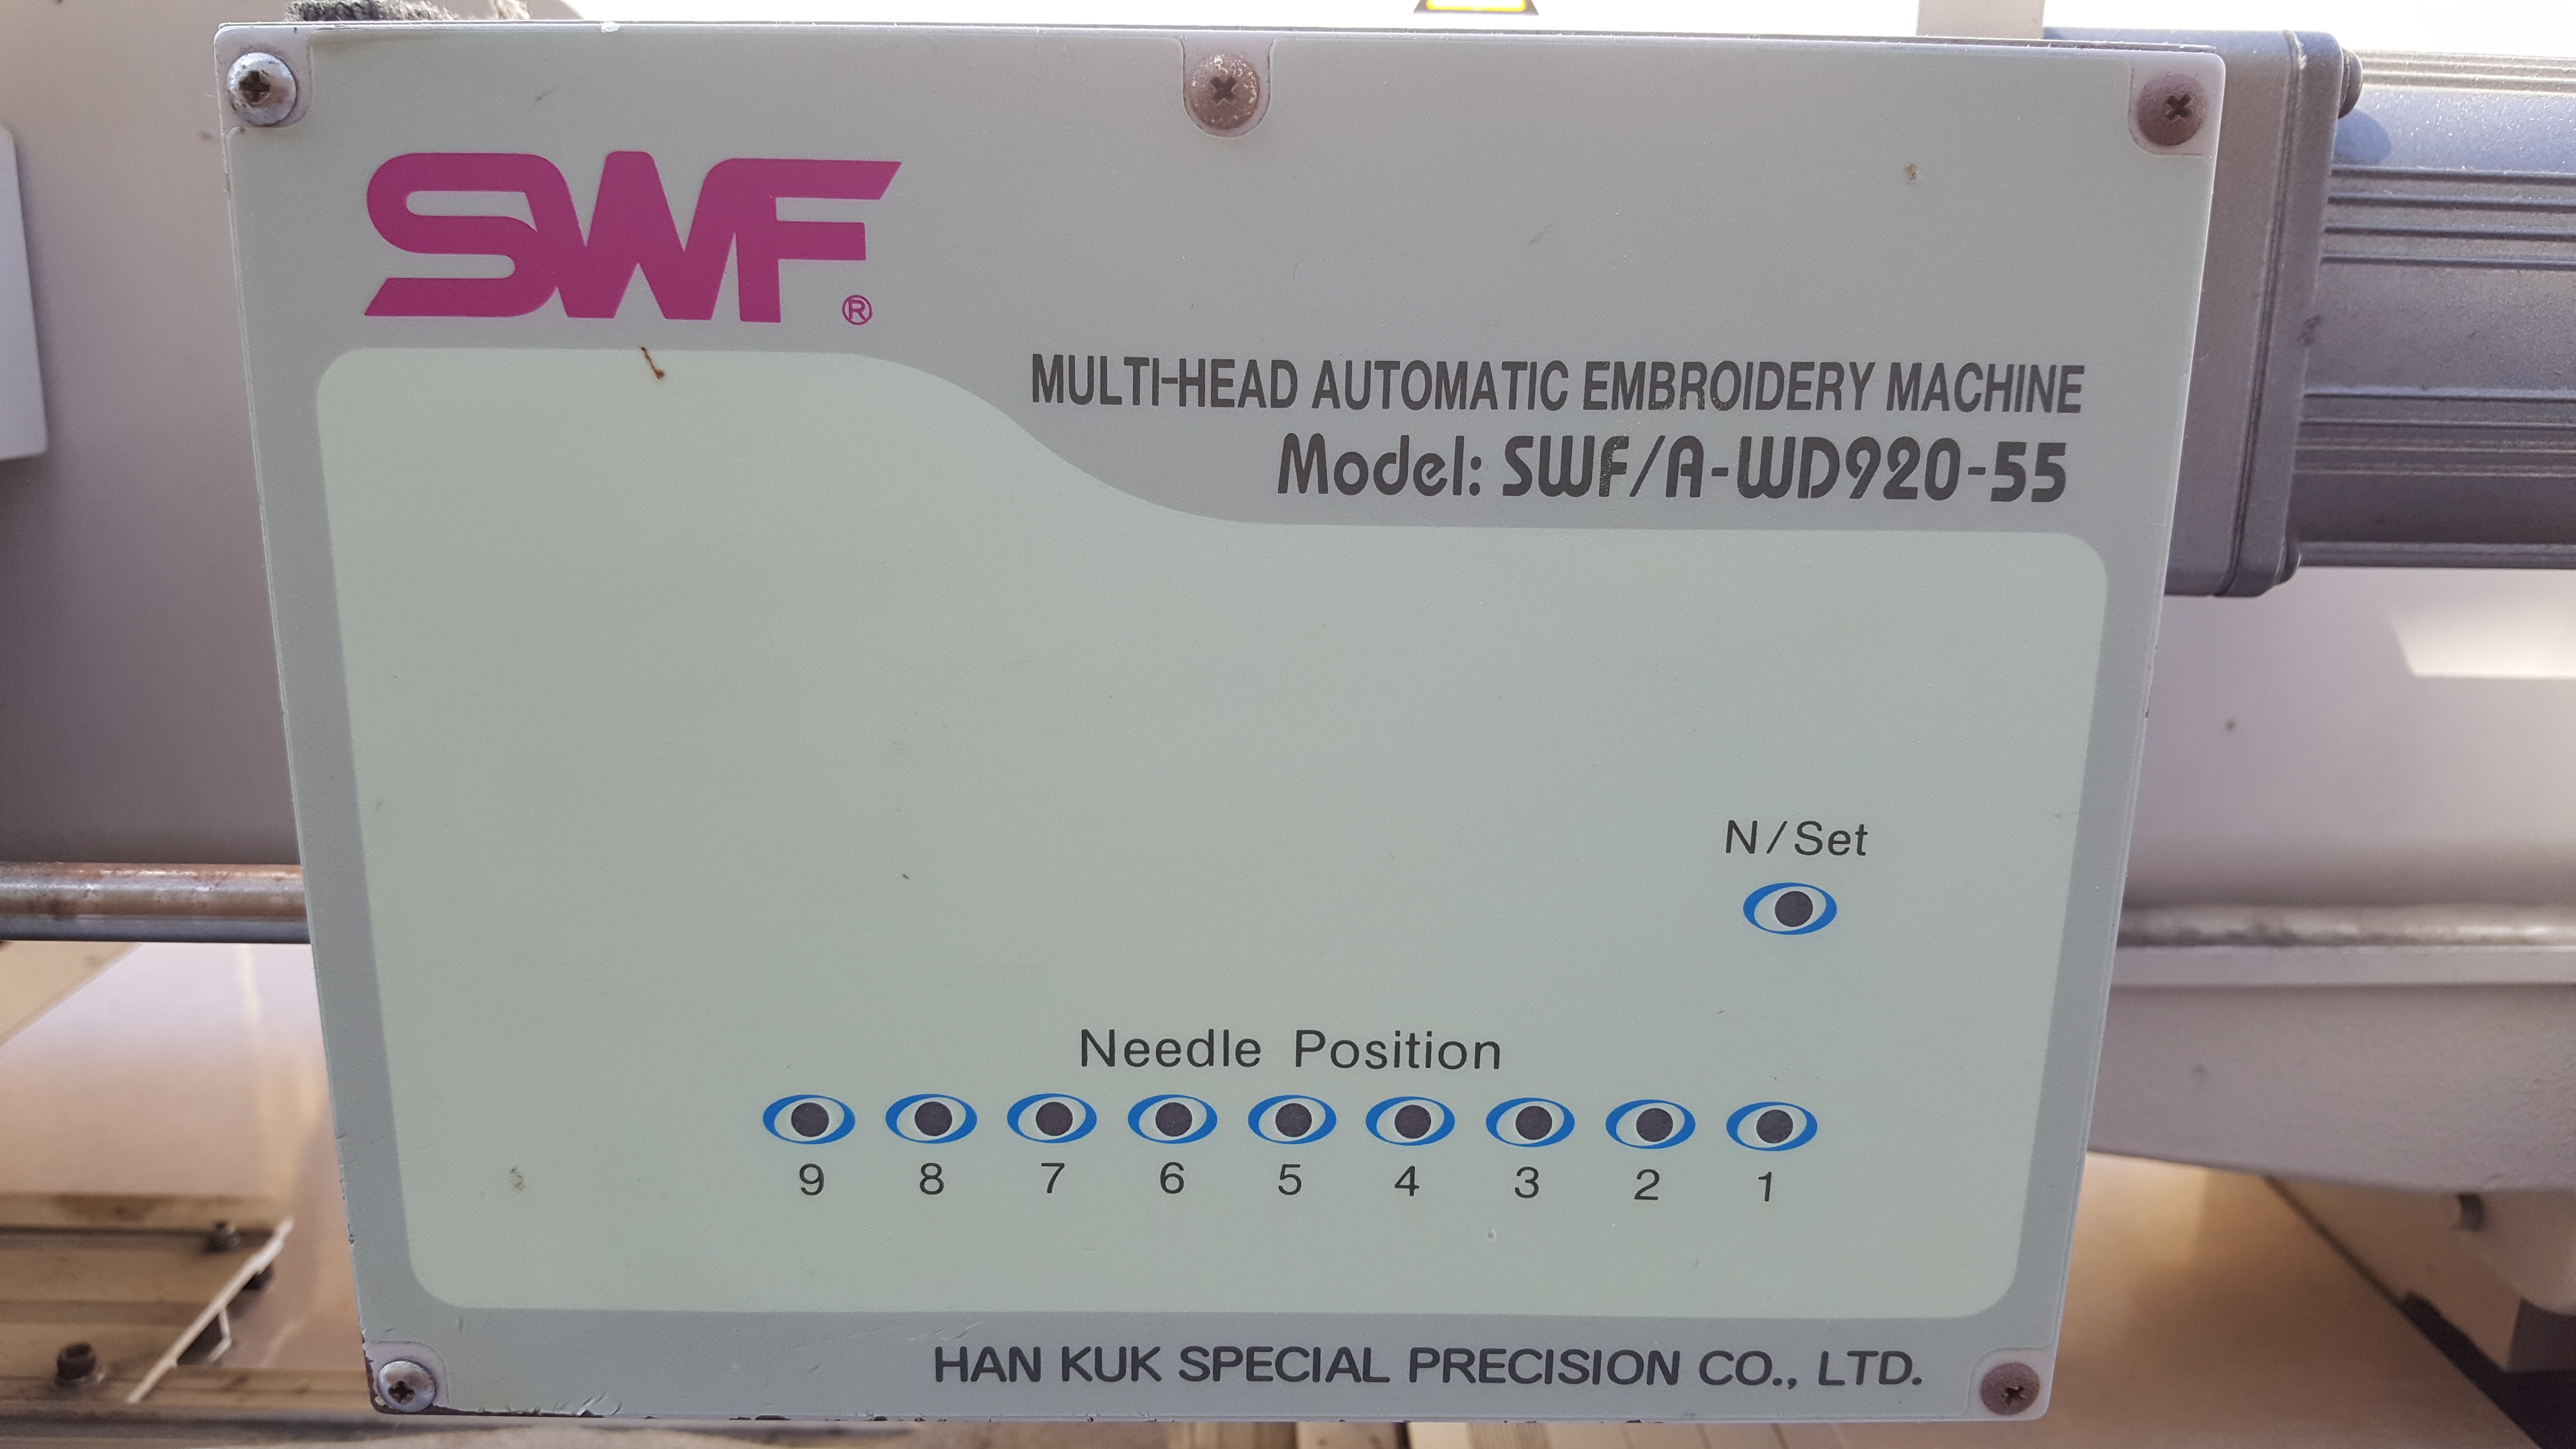 SWF®
MULTI-HEAD AUTOMATIC EMBROIDERY MACHINE
Model: SWF/A-WD920-55
N/Set
Needle Position
9 8 7 6 5 4 3 2 1
HAN KUK SPECIAL PRECISION CO., LTD.